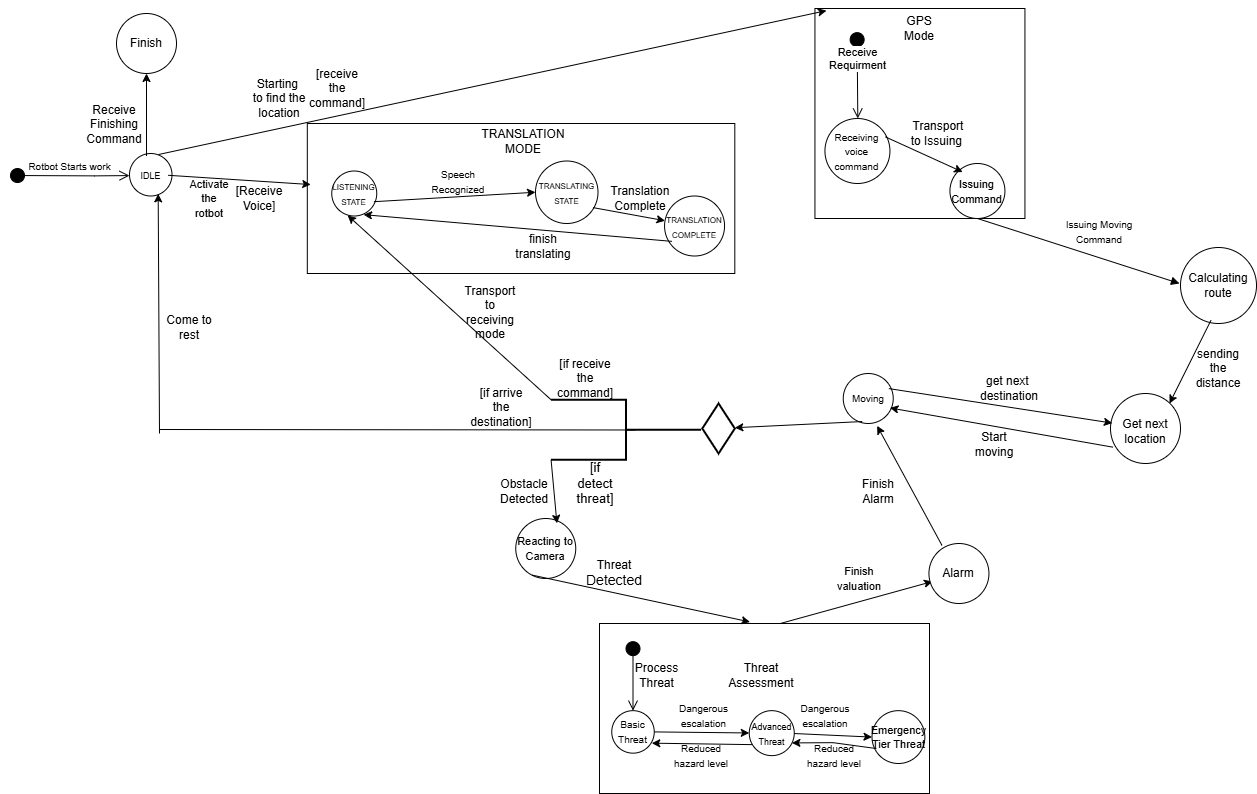 Finish
GPS
Mode
Receive
Requirment
Starting
to find the
location
[receive
the
command]
Receive
Finishing
Command
TRANSLATION
MODE
Receiving
voice
command
Transport
to Issuing
Rotbot Starts work
IDLE
Activate
the
rotbot
[Receive
Voice]
LISTENING
STATE
Speech
Recognized
TRANSLATING
STATE
Translation
Complete
TRANSLATION
COMPLETE
finish
translating
Issuing
Command
Issuing Moving
Command
Calculating
route
Transport
to
receiving
mode
Come to
rest
sending
the
distance
[if receive
the
command]
[if arrive
the
destination]
Moving
get next
destination
Get next
location
Start
moving
[if
detect
threat]
Obstacle
Detected
Finish
Alarm
Reacting to
Camera
Threat
Detected
Finish
valuation
Alarm
Process
Threat
Threat
Assessment
Basic
Threat
Dangerous
escalation
Reduced
hazard level
Advanced
Threat
Dangerous
escalation
Reduced
hazard level
Emergency
Tier Threat